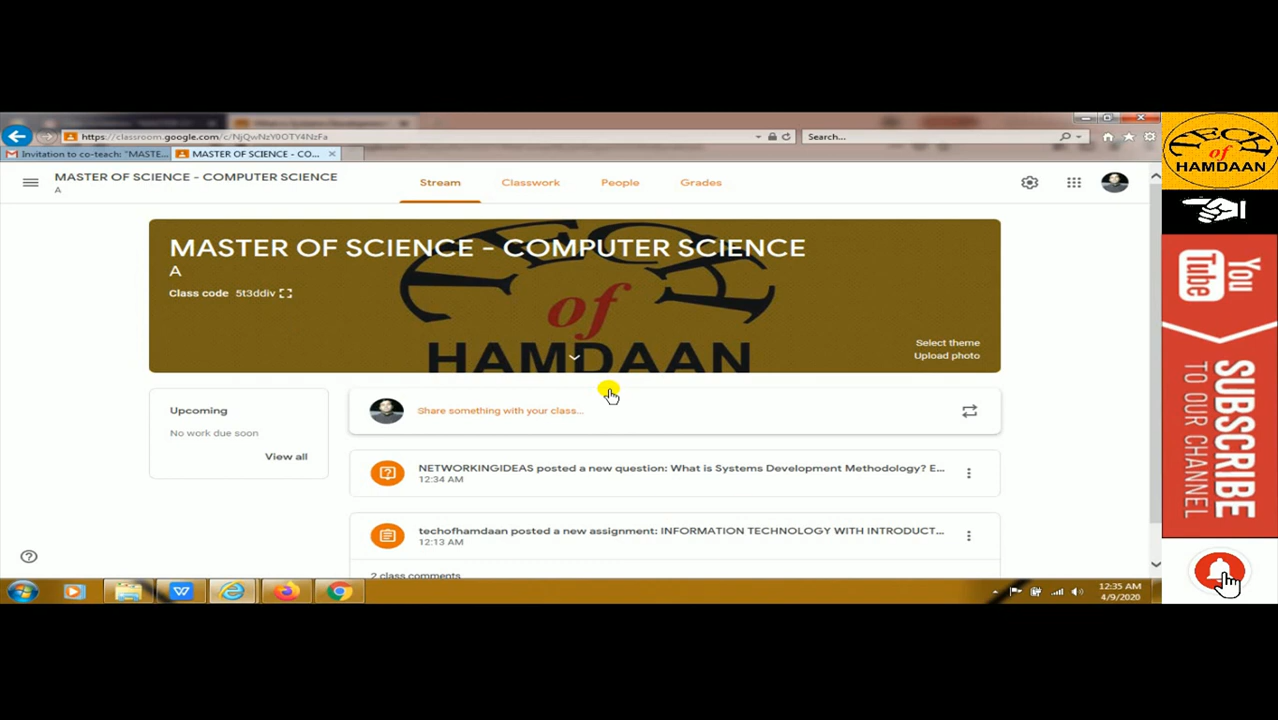 https://classroom.google.com/c/NjQwNzY0OTY4NzFa
Search...
Invitation to co-teach: "MASTE...
MASTER OF SCIENCE - CO...
MASTER OF SCIENCE - COMPUTER SCIENCE
A
Stream
Classwork
People
Grades
MASTER OF SCIENCE - COMPUTER SCIENCE
A
Class code 5t3ddiv
TECH
of
HAMDAAN
Select theme
Upload photo
Upcoming
No work due soon
View all
Share something with your class...
NETWORKINGIDEAS posted a new question: What is Systems Development Methodology? E...
12:34 AM
techofhamdaan posted a new assignment: INFORMATION TECHNOLOGY WITH INTRODUCT...
12:13 AM
2 class comments
12:35 AM
4/9/2020
TECH
of
HAMDAAN
You
Tube
SUBSCRIBE
TO OUR CHANNEL